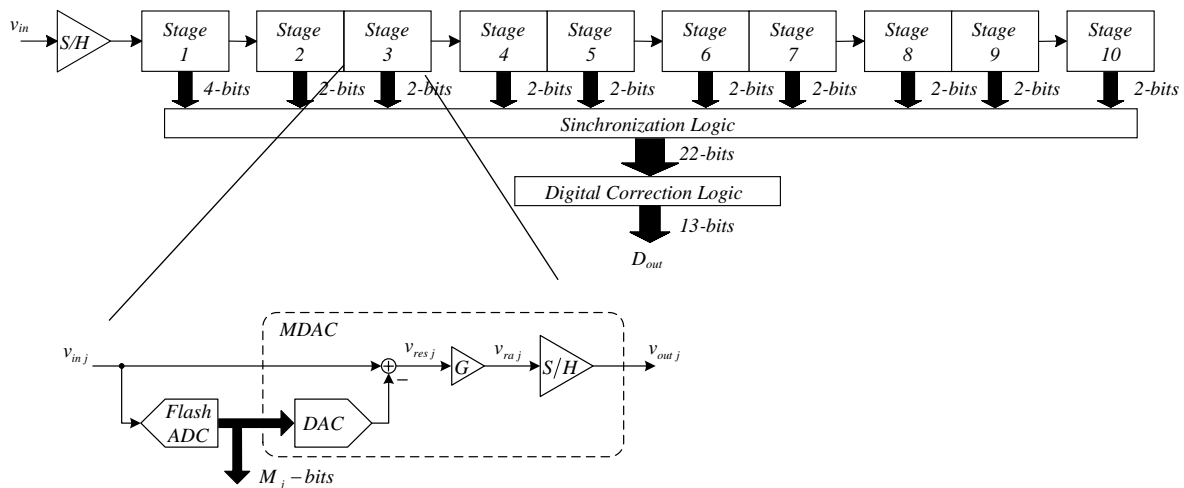 v_in
S/H
Stage 1
Stage 2
Stage 3
Stage 4
Stage 5
Stage 6
Stage 7
Stage 8
Stage 9
Stage 10
4-bits
2-bits
2-bits
2-bits
2-bits
2-bits
2-bits
2-bits
2-bits
2-bits
Sinchronization Logic
22-bits
Digital Correction Logic
13-bits
D_out
MDAC
v_in j
v_res j
G
v_ra j
S/H
v_out j
Flash ADC
DAC
M_j – bits